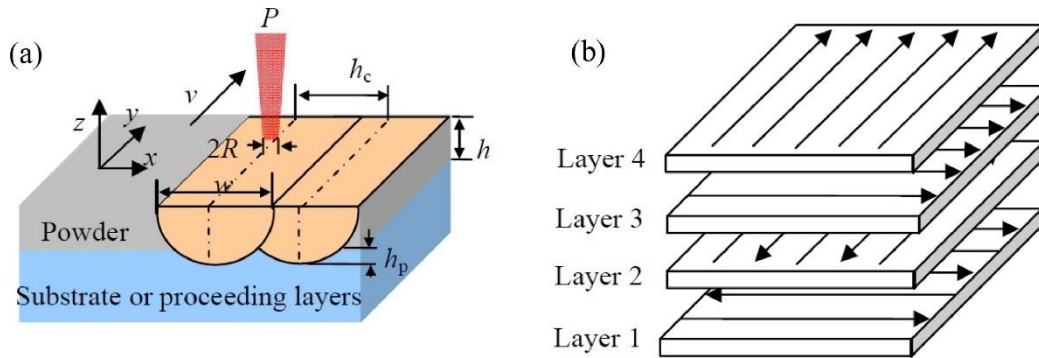 (a)
P
h_c
v
z
y
x
2R
h
w
Powder
h_p
Substrate or proceeding layers
(b)
Layer 4
Layer 3
Layer 2
Layer 1